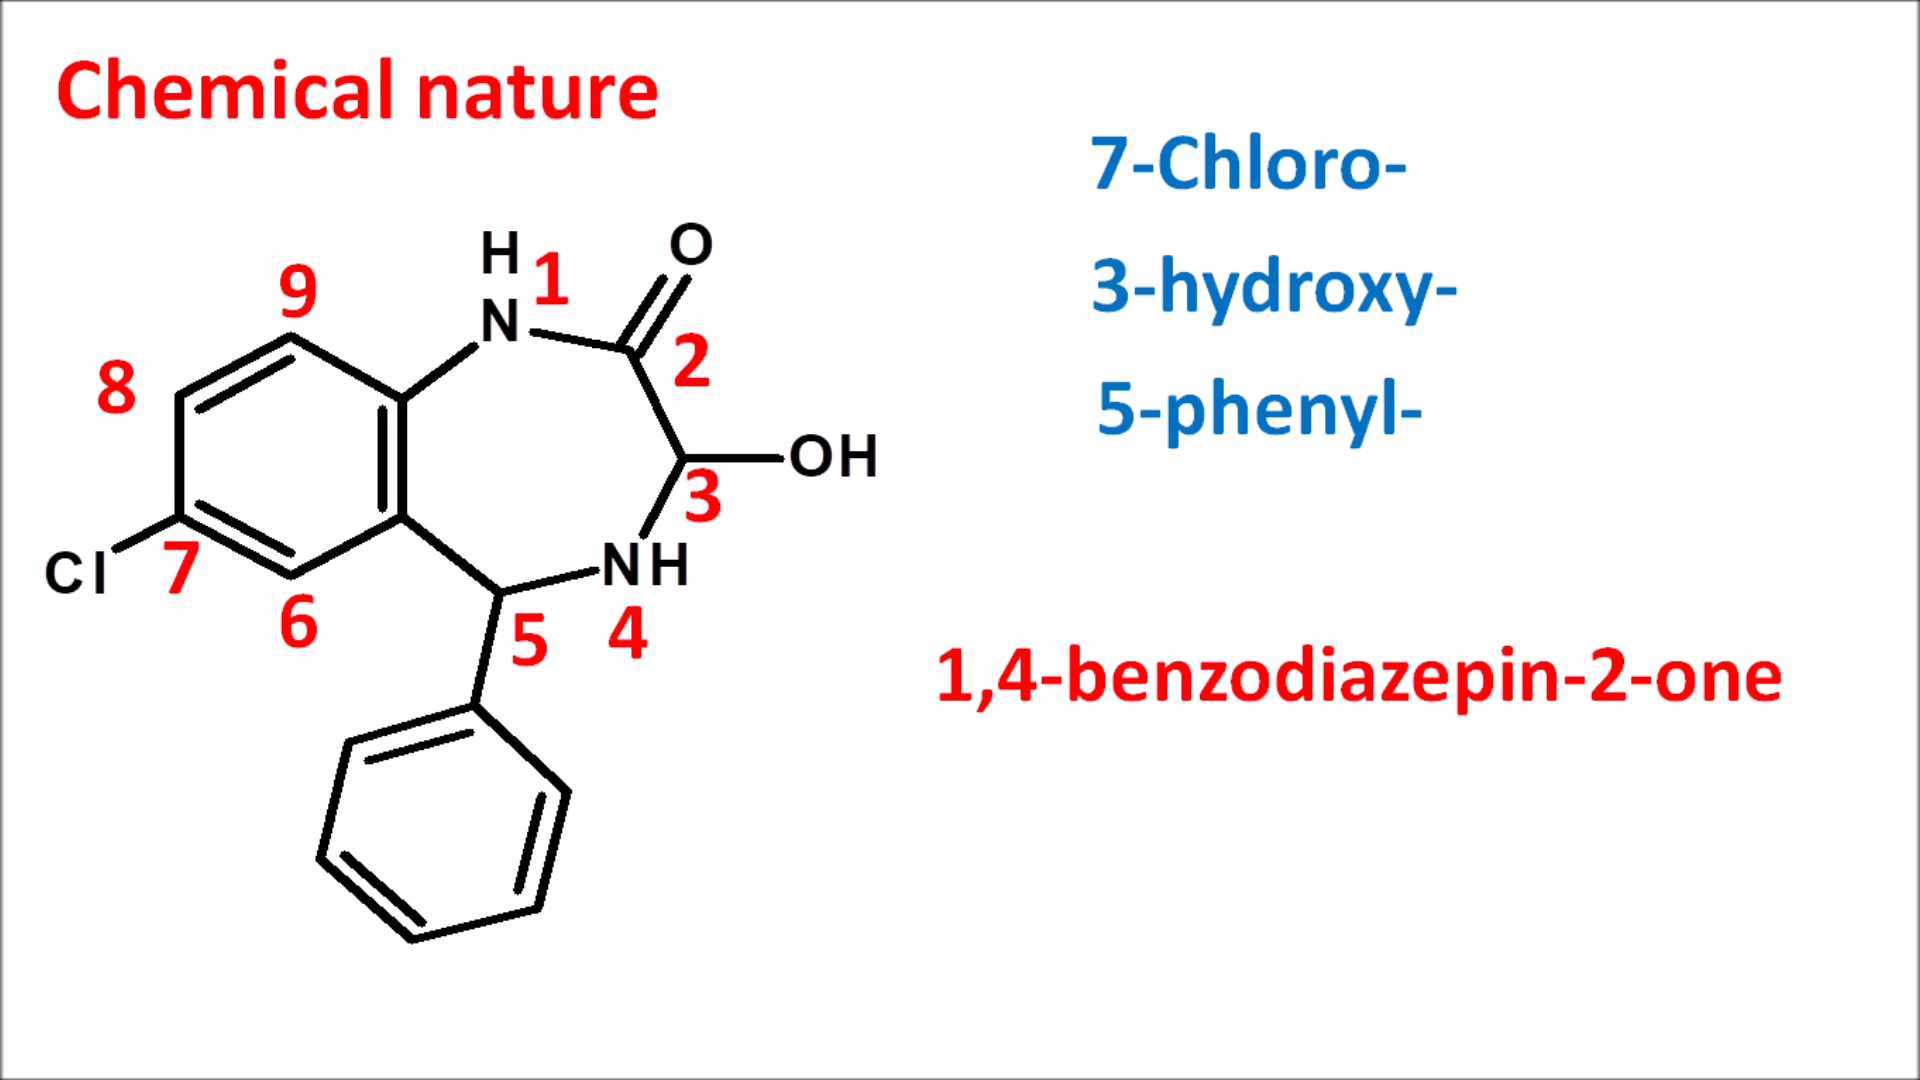 Chemical nature
7-Chloro-
3-hydroxy-
5-phenyl-
1,4-benzodiazepin-2-one
H
N
1
O
2
9
8
OH
3
Cl
7
6
5
NH
4